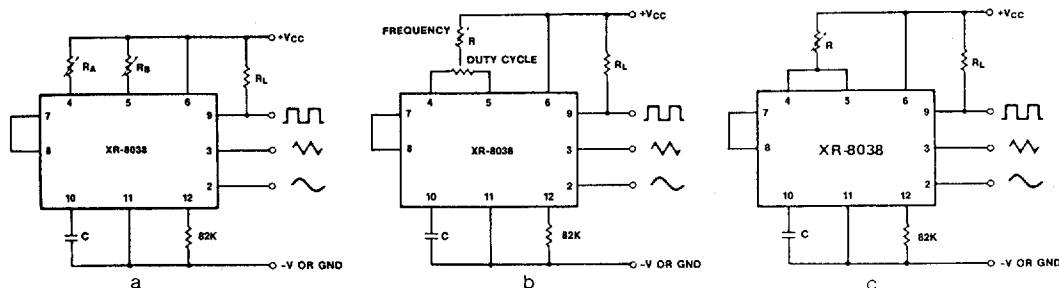 +VCC
RA
RB
RL
4
5
6
7
8
9
XR-8038
3
2
10
11
12
C
82K
-V OR GND
a
+VCC
FREQUENCY
R
DUTY CYCLE
RL
4
5
6
7
8
9
XR-8038
3
2
10
11
12
C
82K
-V OR GND
b
+VCC
R
RL
4
5
6
7
8
9
XR-8038
3
2
10
11
12
C
82K
-V OR GND
c